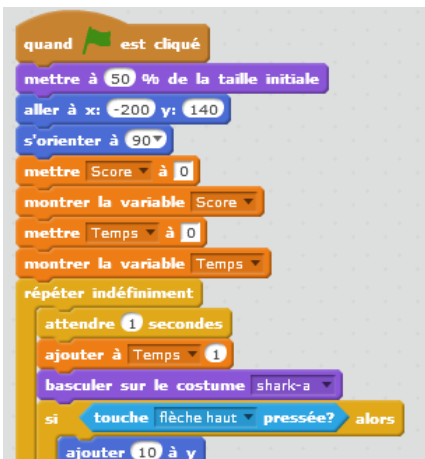 quand est cliqué
mettre à 50 % de la taille initiale
aller à x: -200 y: 140
s'orienter à 90
mettre Score à 0
montrer la variable Score
mettre Temps à 0
montrer la variable Temps
répéter indéfiniment
attendre 1 secondes
ajouter à Temps 1
basculer sur le costume shark-a
si touche flèche haut pressée? alors
ajouter 10 à y